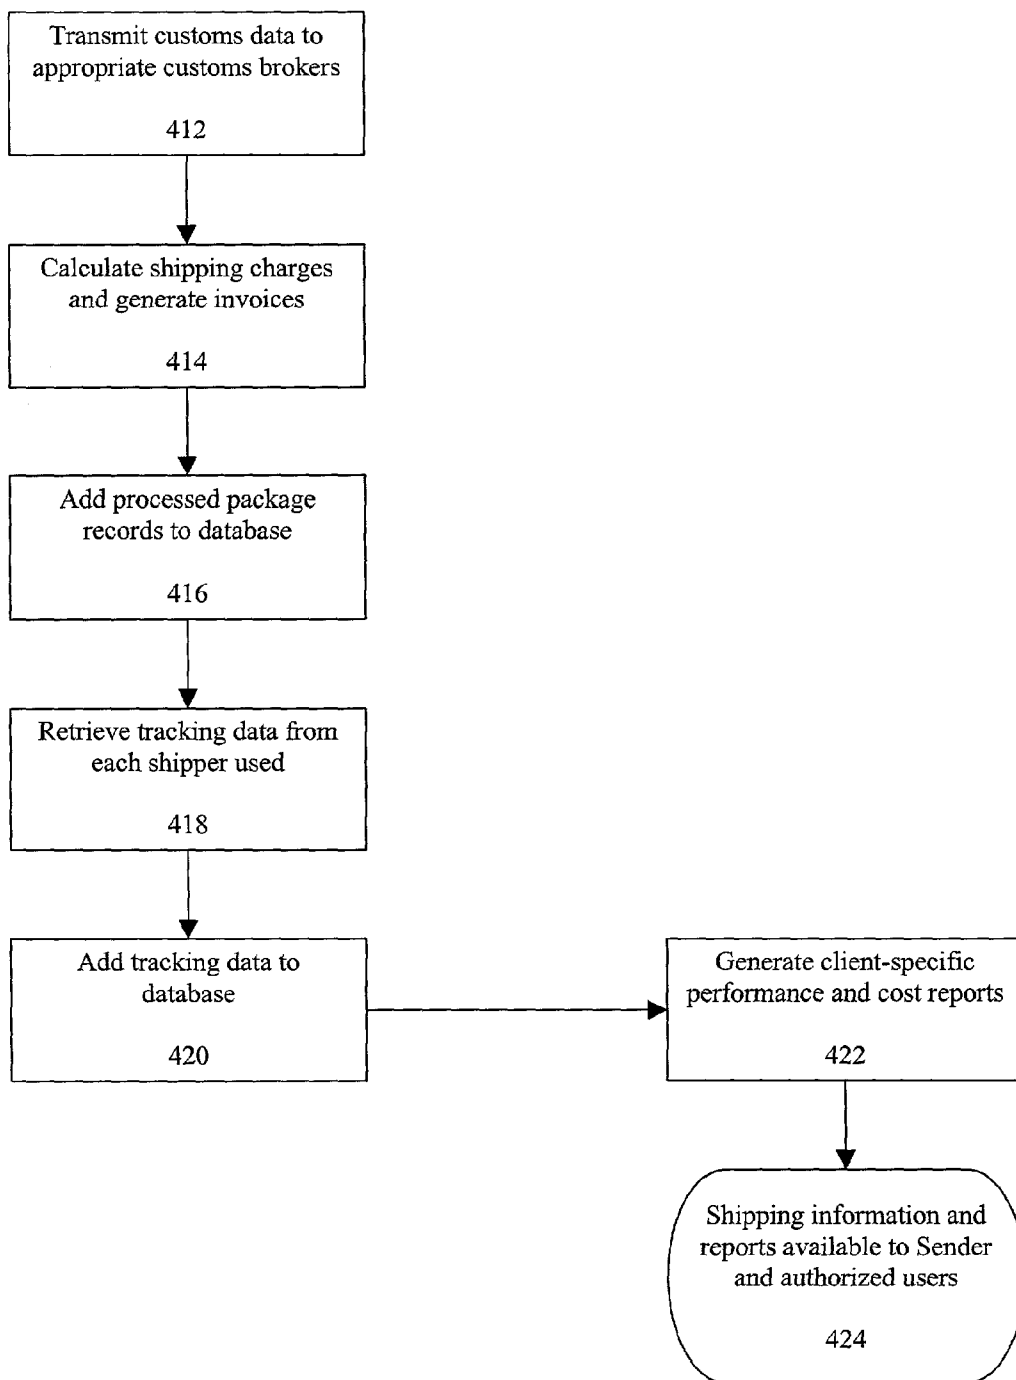 Transmit customs data to
appropriate customs brokers
412
Calculate shipping charges
and generate invoices
414
Add processed package
records to database
416
Retrieve tracking data from
each shipper used
418
Add tracking data to
database
420
Generate client-specific
performance and cost reports
422
Shipping information and
reports available to Sender
and authorized users
424